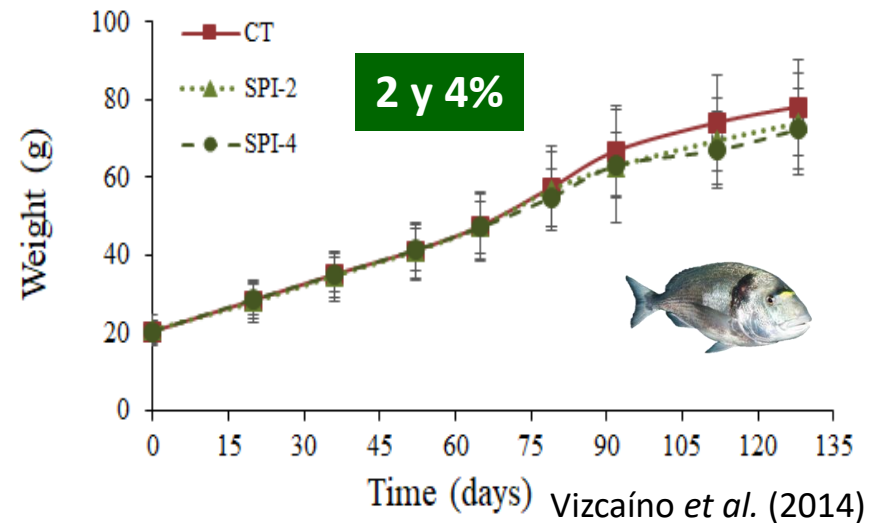 100
80
60
40
20
0
Weight (g)
CT
SPI-2
SPI-4
2 y 4%
0 15 30 45 60 75 90 105 120 135
Time (days)
Vizcaíno et al. (2014)